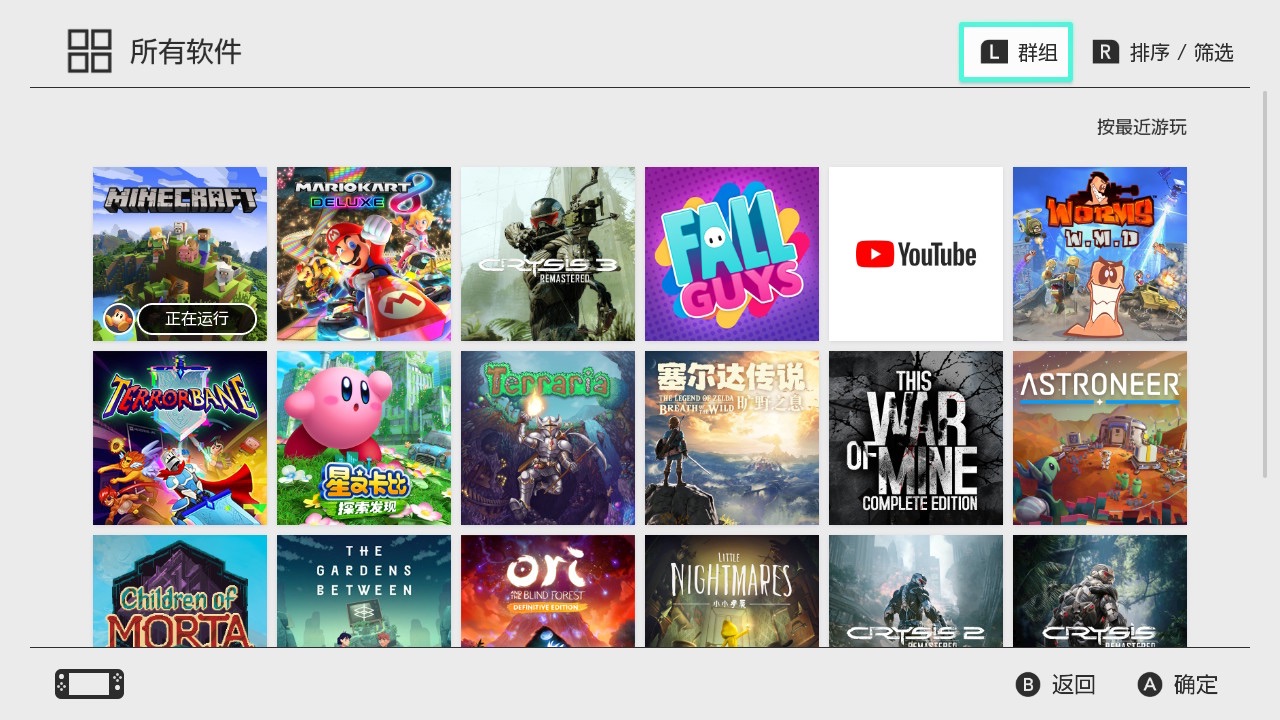 所有软件
L 群组
R 排序 / 筛选
按最近游玩
MINECRAFT
正在运行
MARIOKART 8
DELUXE
CRYSIS 3
REMASTERED
FALL
GUYS
YouTube
WORMS
W.M.D
TERRORBANE
星之卡比
探索发现
Terraria
塞尔达传说
THE LEGEND OF ZELDA
BREATH OF THE WILD 旷野之息
THIS
WAR
OF MINE
COMPLETE EDITION
ASTRONEER
Children of
MORTA
THE
GARDENS
BETWEEN
ori
AND THE BLIND FOREST
DEFINITIVE EDITION
LITTLE
NIGHTMARES
小小夢魘
CRYSIS 2
REMASTERED
CRYSIS
REMASTERED
B 返回
A 确定